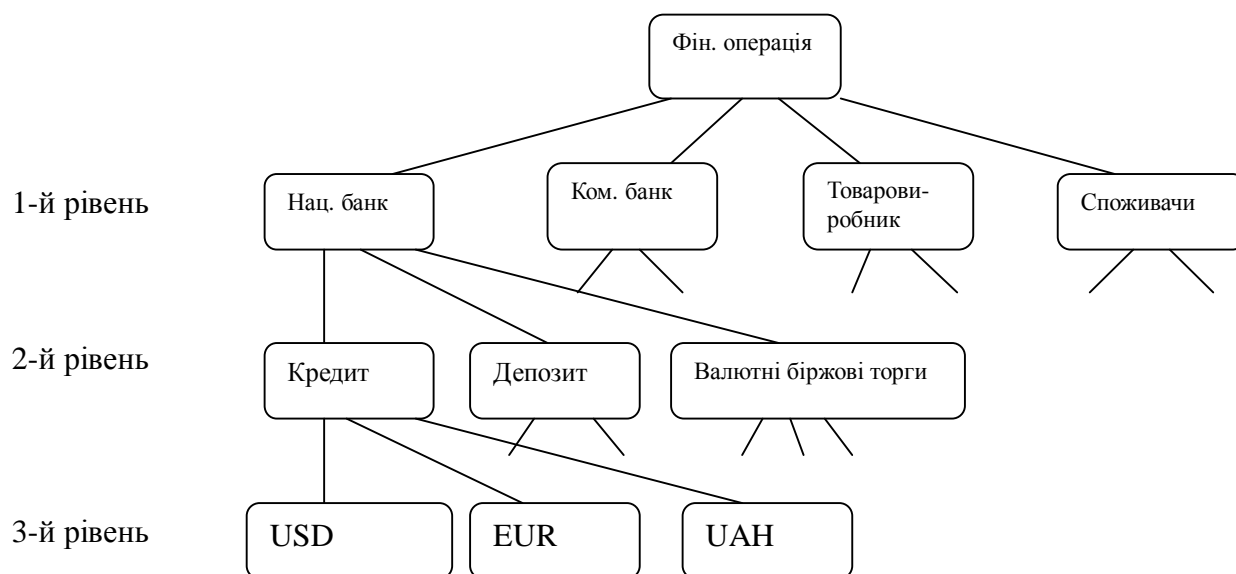 Фін. операція
1-й рівень
Нац. банк
Ком. банк
Товарови-
робник
Споживачи
2-й рівень
Кредит
Депозит
Валютні біржові торги
3-й рівень
USD
EUR
UAH